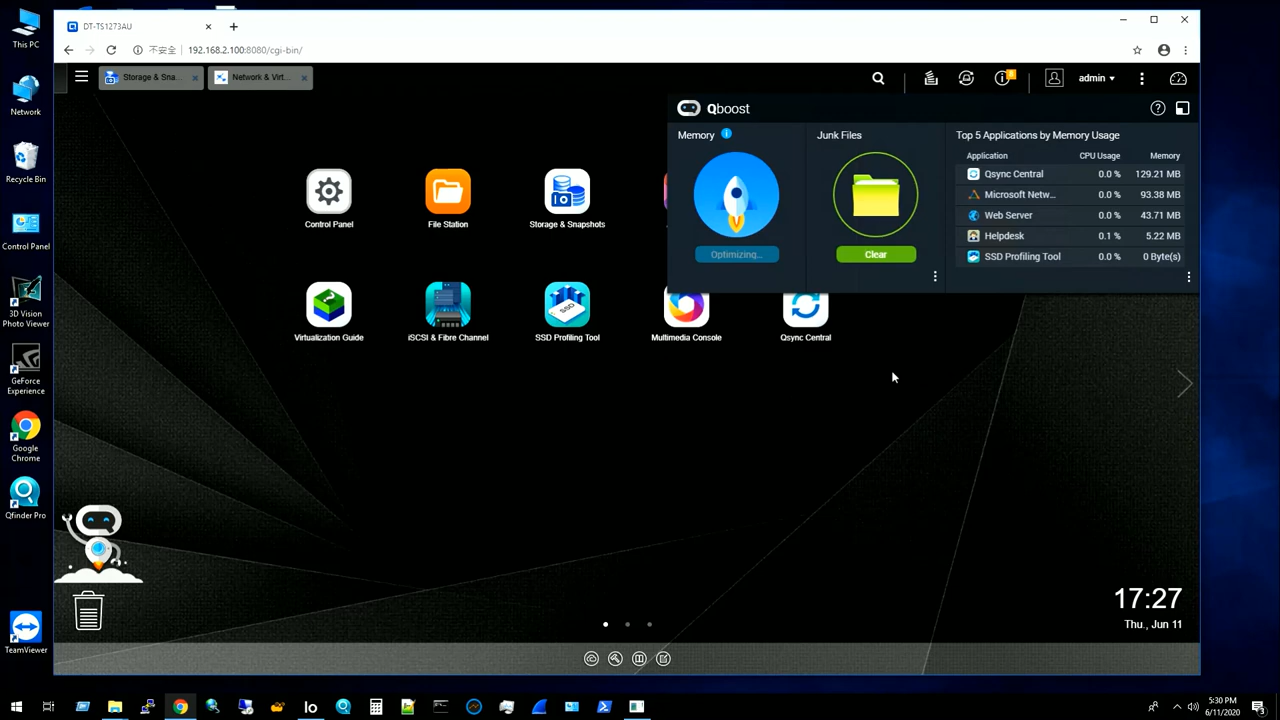 This PC
Network
Recycle Bin
Control Panel
3D Vision
Photo Viewer
GeForce
Experience
Google
Chrome
Qfinder Pro
TeamViewer
DT-TS1273AU
不安全
192.168.2.100:8080/cgi-bin/
Storage & Sna...
Network & Virt...
8
admin
Qboost
Memory
Optimizing...
Junk Files
Clear
Top 5 Applications by Memory Usage
Application CPU Usage Memory
Qsync Central 0.0 % 129.21 MB
Microsoft Netw... 0.0 % 93.38 MB
Web Server 0.0 % 43.71 MB
Helpdesk 0.1 % 5.22 MB
SSD Profiling Tool 0.0 % 0 Byte(s)
Control Panel
File Station
Storage & Snapshots
Virtualization Guide
iSCSI & Fibre Channel
SSD
SSD Profiling Tool
Multimedia Console
Qsync Central
17:27
Thu., Jun 11
Io
5:30 PM
6/11/2020